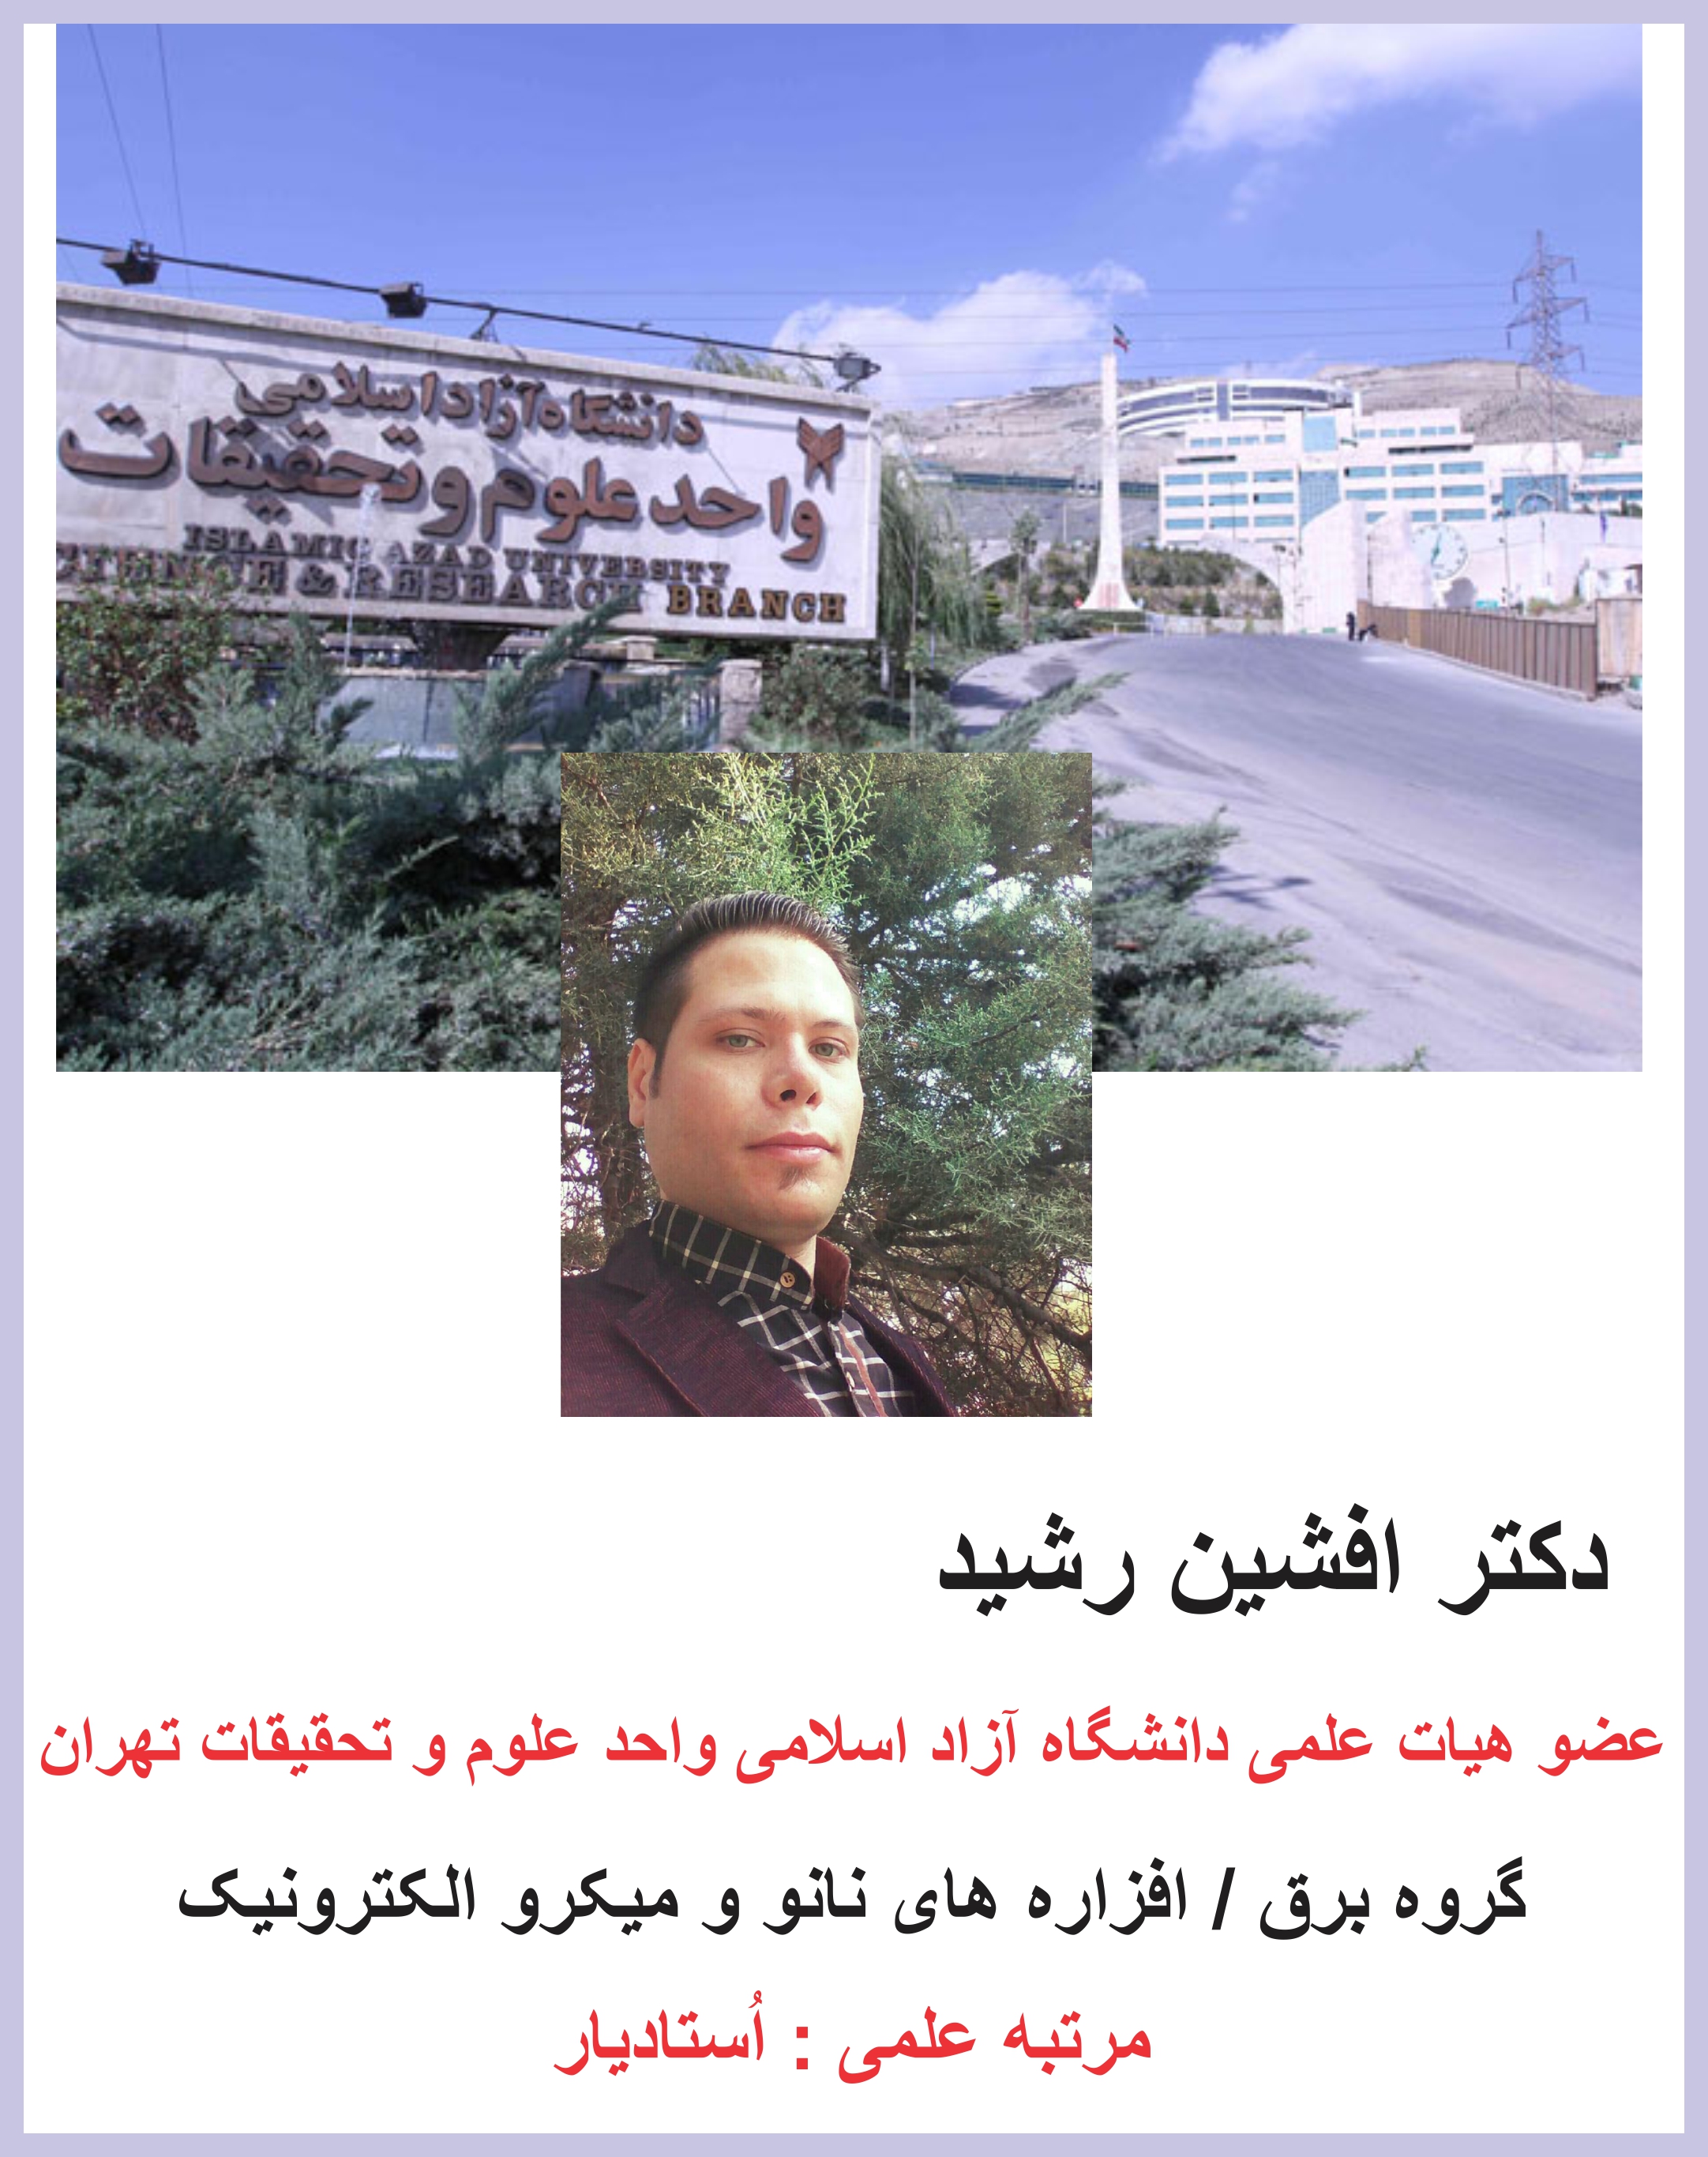 دانشگاه آزاد اسلامی
واحد علوم و تحقیقات
ISLAMIC AZAD UNIVERSITY
& RESEARCH BRANCH
دکتر افشین رشید
عضو هیات علمی دانشگاه آزاد اسلامی واحد علوم و تحقیقات تهران
گروه برق / افزاره های نانو و میکرو الکترونیک
مرتبه علمی : اُستادیار